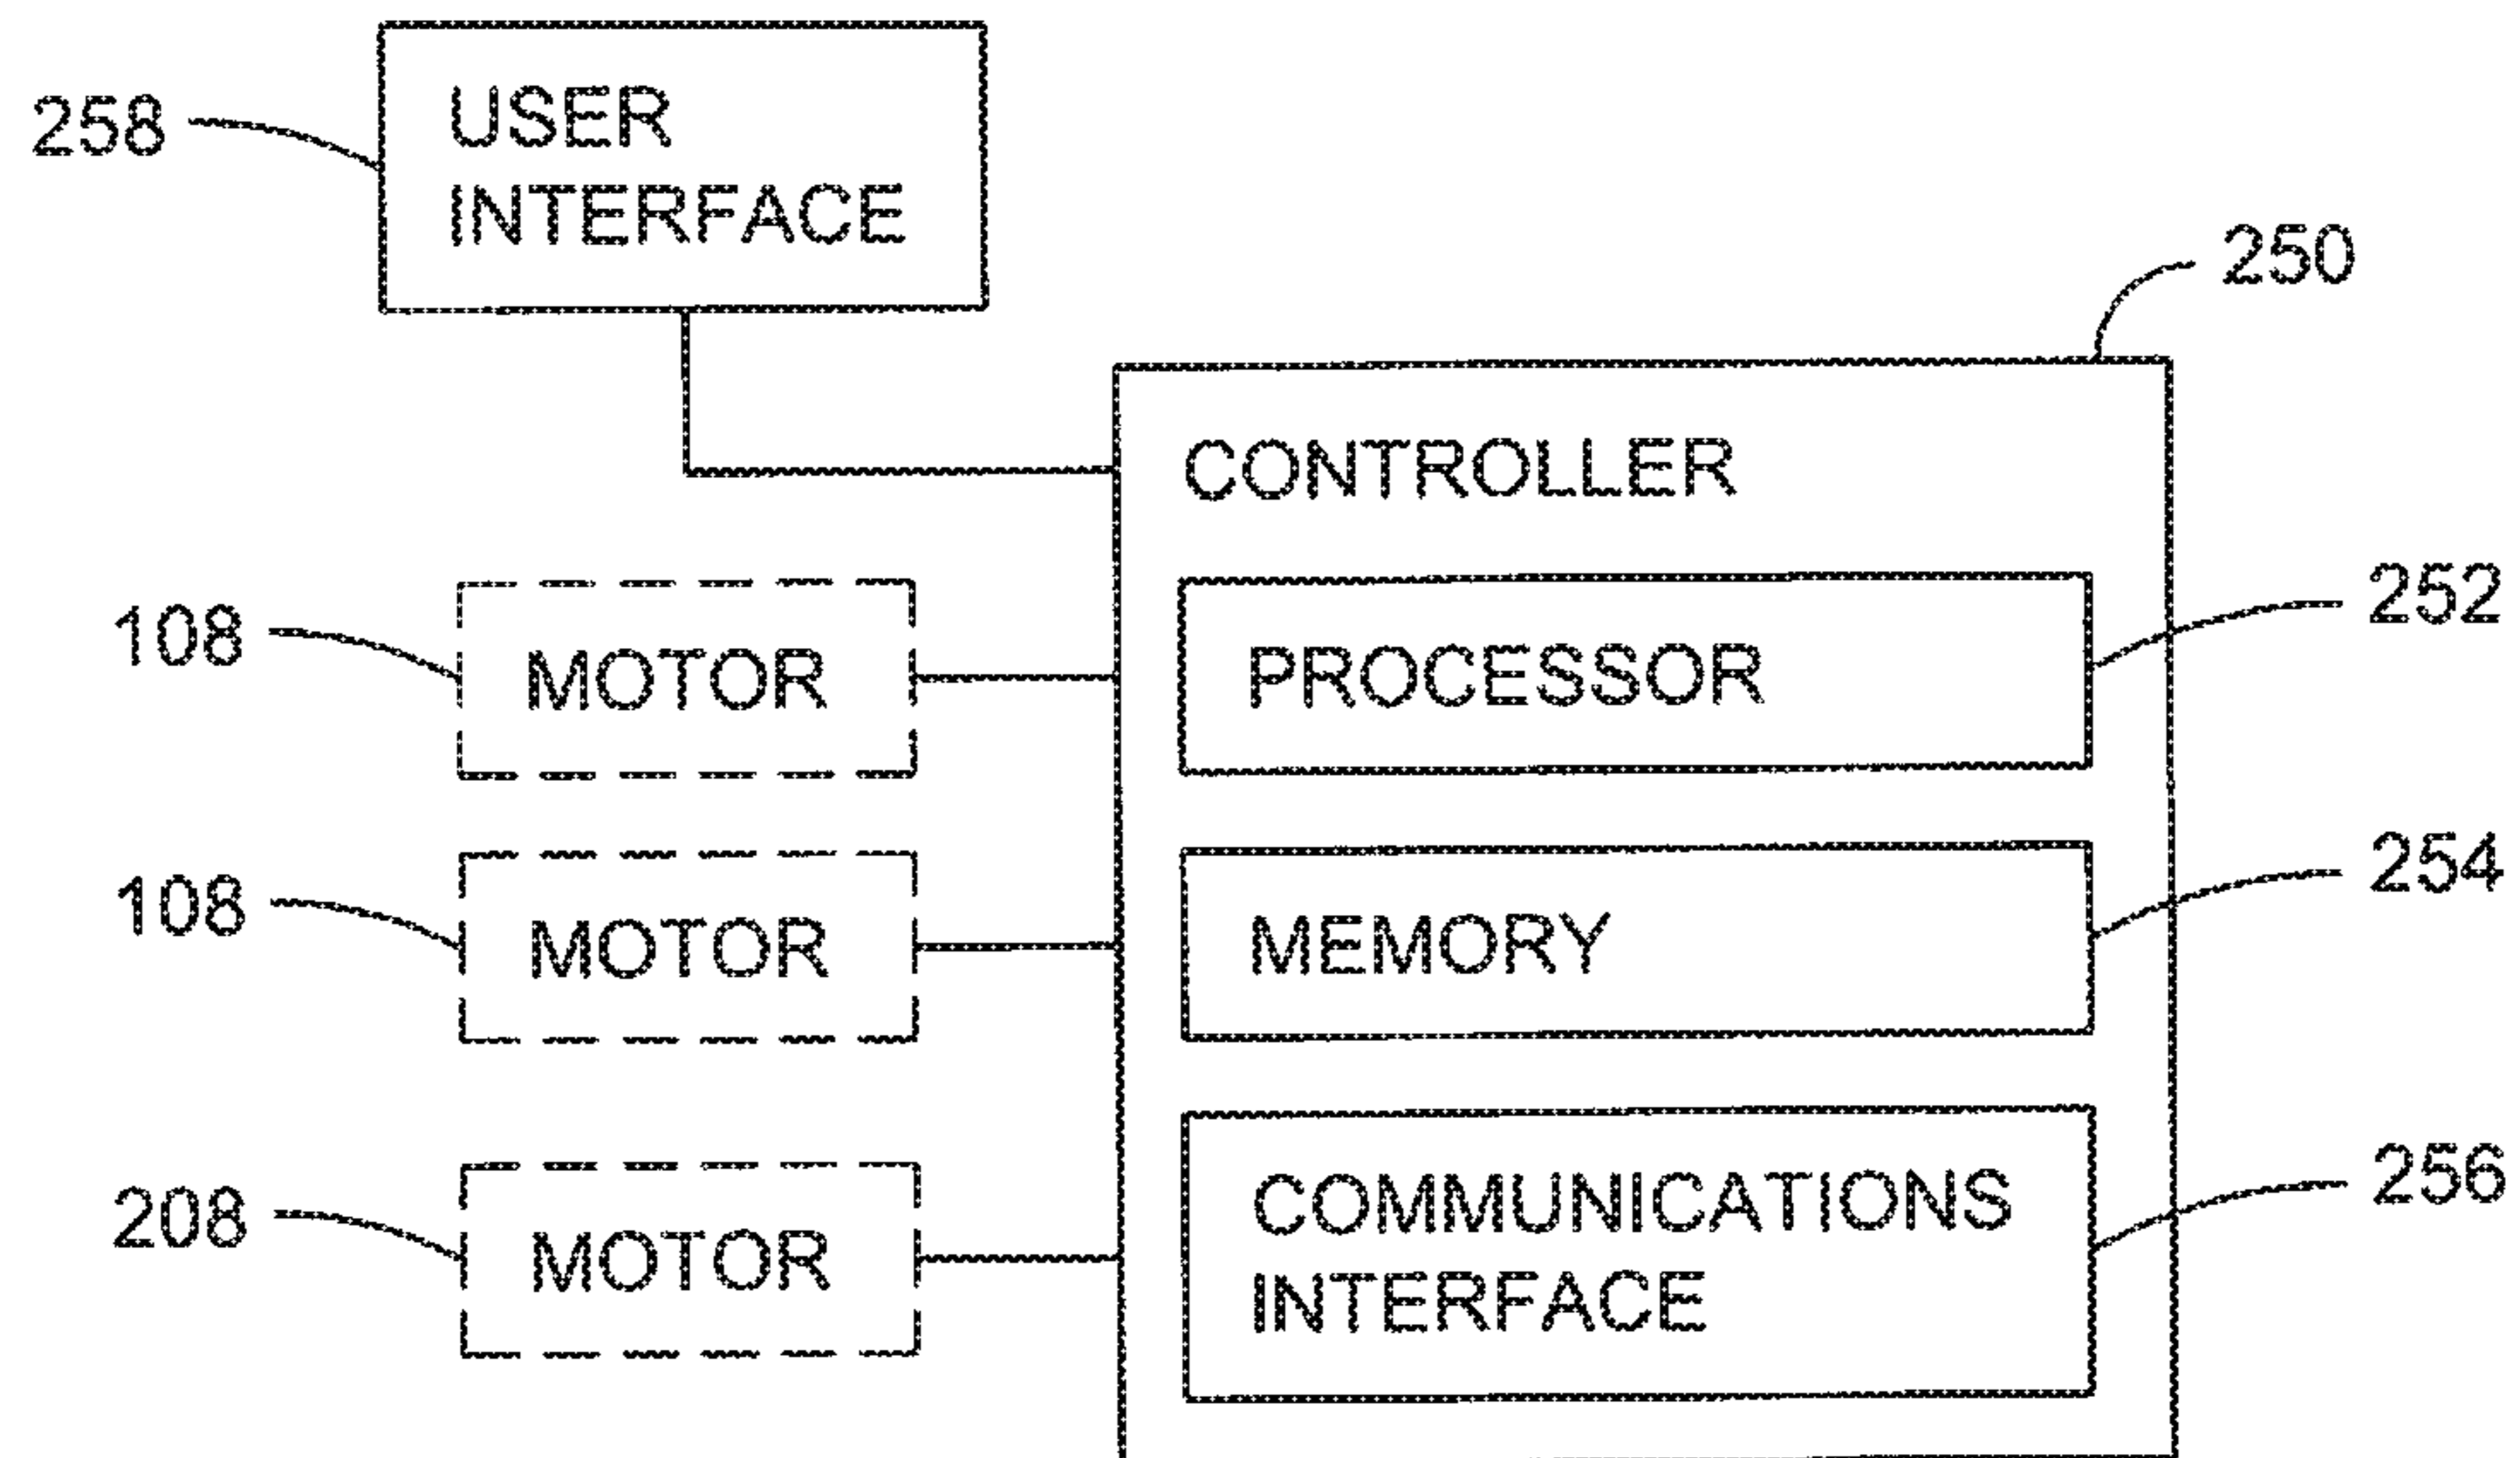 258
USER
INTERFACE
250
CONTROLLER
108
MOTOR
PROCESSOR
252
108
MOTOR
MEMORY
254
208
MOTOR
COMMUNICATIONS
INTERFACE
256